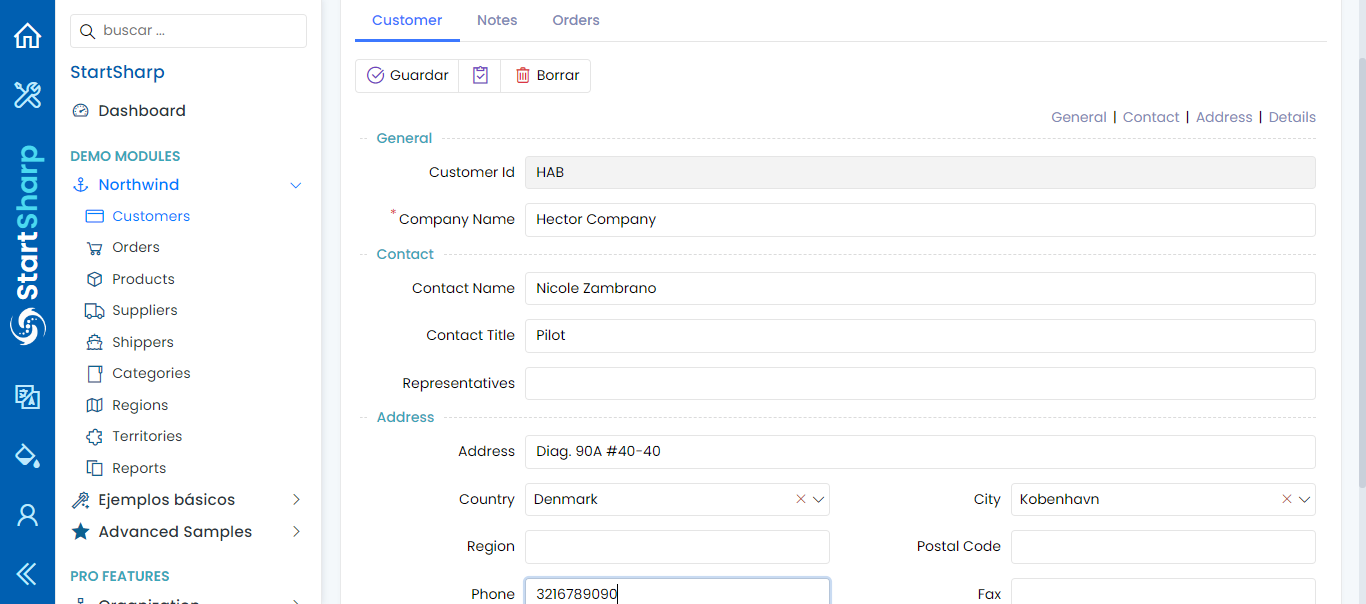 StartSharp
buscar ...
StartSharp
Dashboard
DEMO MODULES
Northwind
Customers
Orders
Products
Suppliers
Shippers
Categories
Regions
Territories
Reports
Ejemplos básicos
Advanced Samples
PRO FEATURES
Organization
Customer Notes Orders
Guardar Borrar
General | Contact | Address | Details
General
Customer Id HAB
*Company Name Hector Company
Contact
Contact Name Nicole Zambrano
Contact Title Pilot
Representatives
Address
Address Diag. 90A #40-40
Country Denmark City Kobenhavn
Region Postal Code
Phone 3216789090 Fax